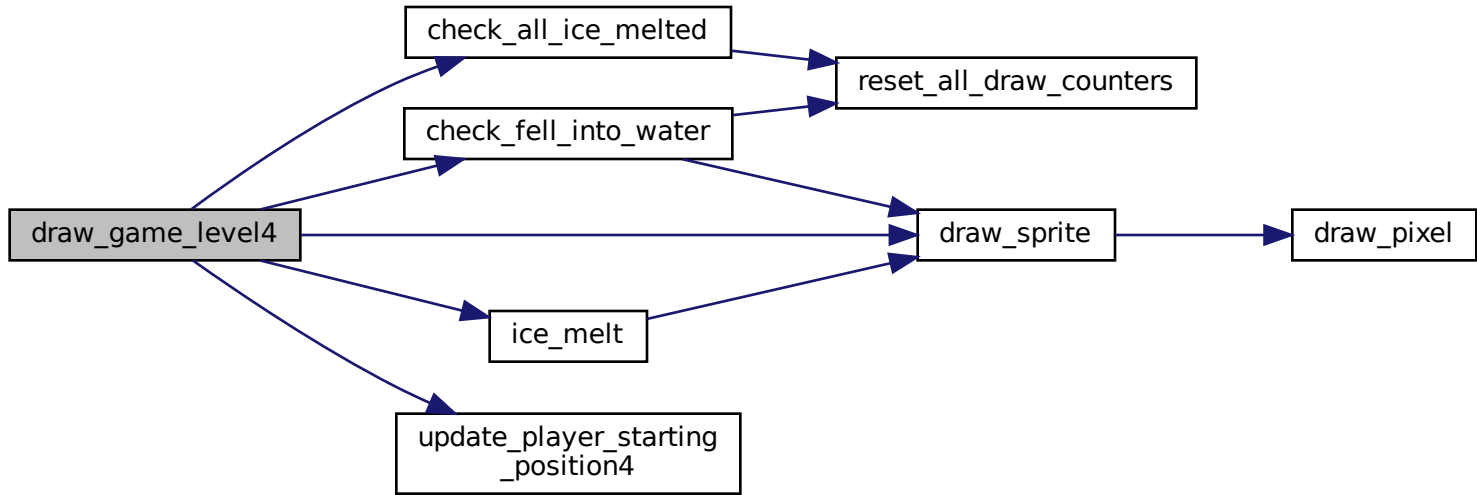 check_all_ice_melted
reset_all_draw_counters
check_fell_into_water
draw_game_level4
draw_sprite
draw_pixel
ice_melt
update_player_starting
_position4